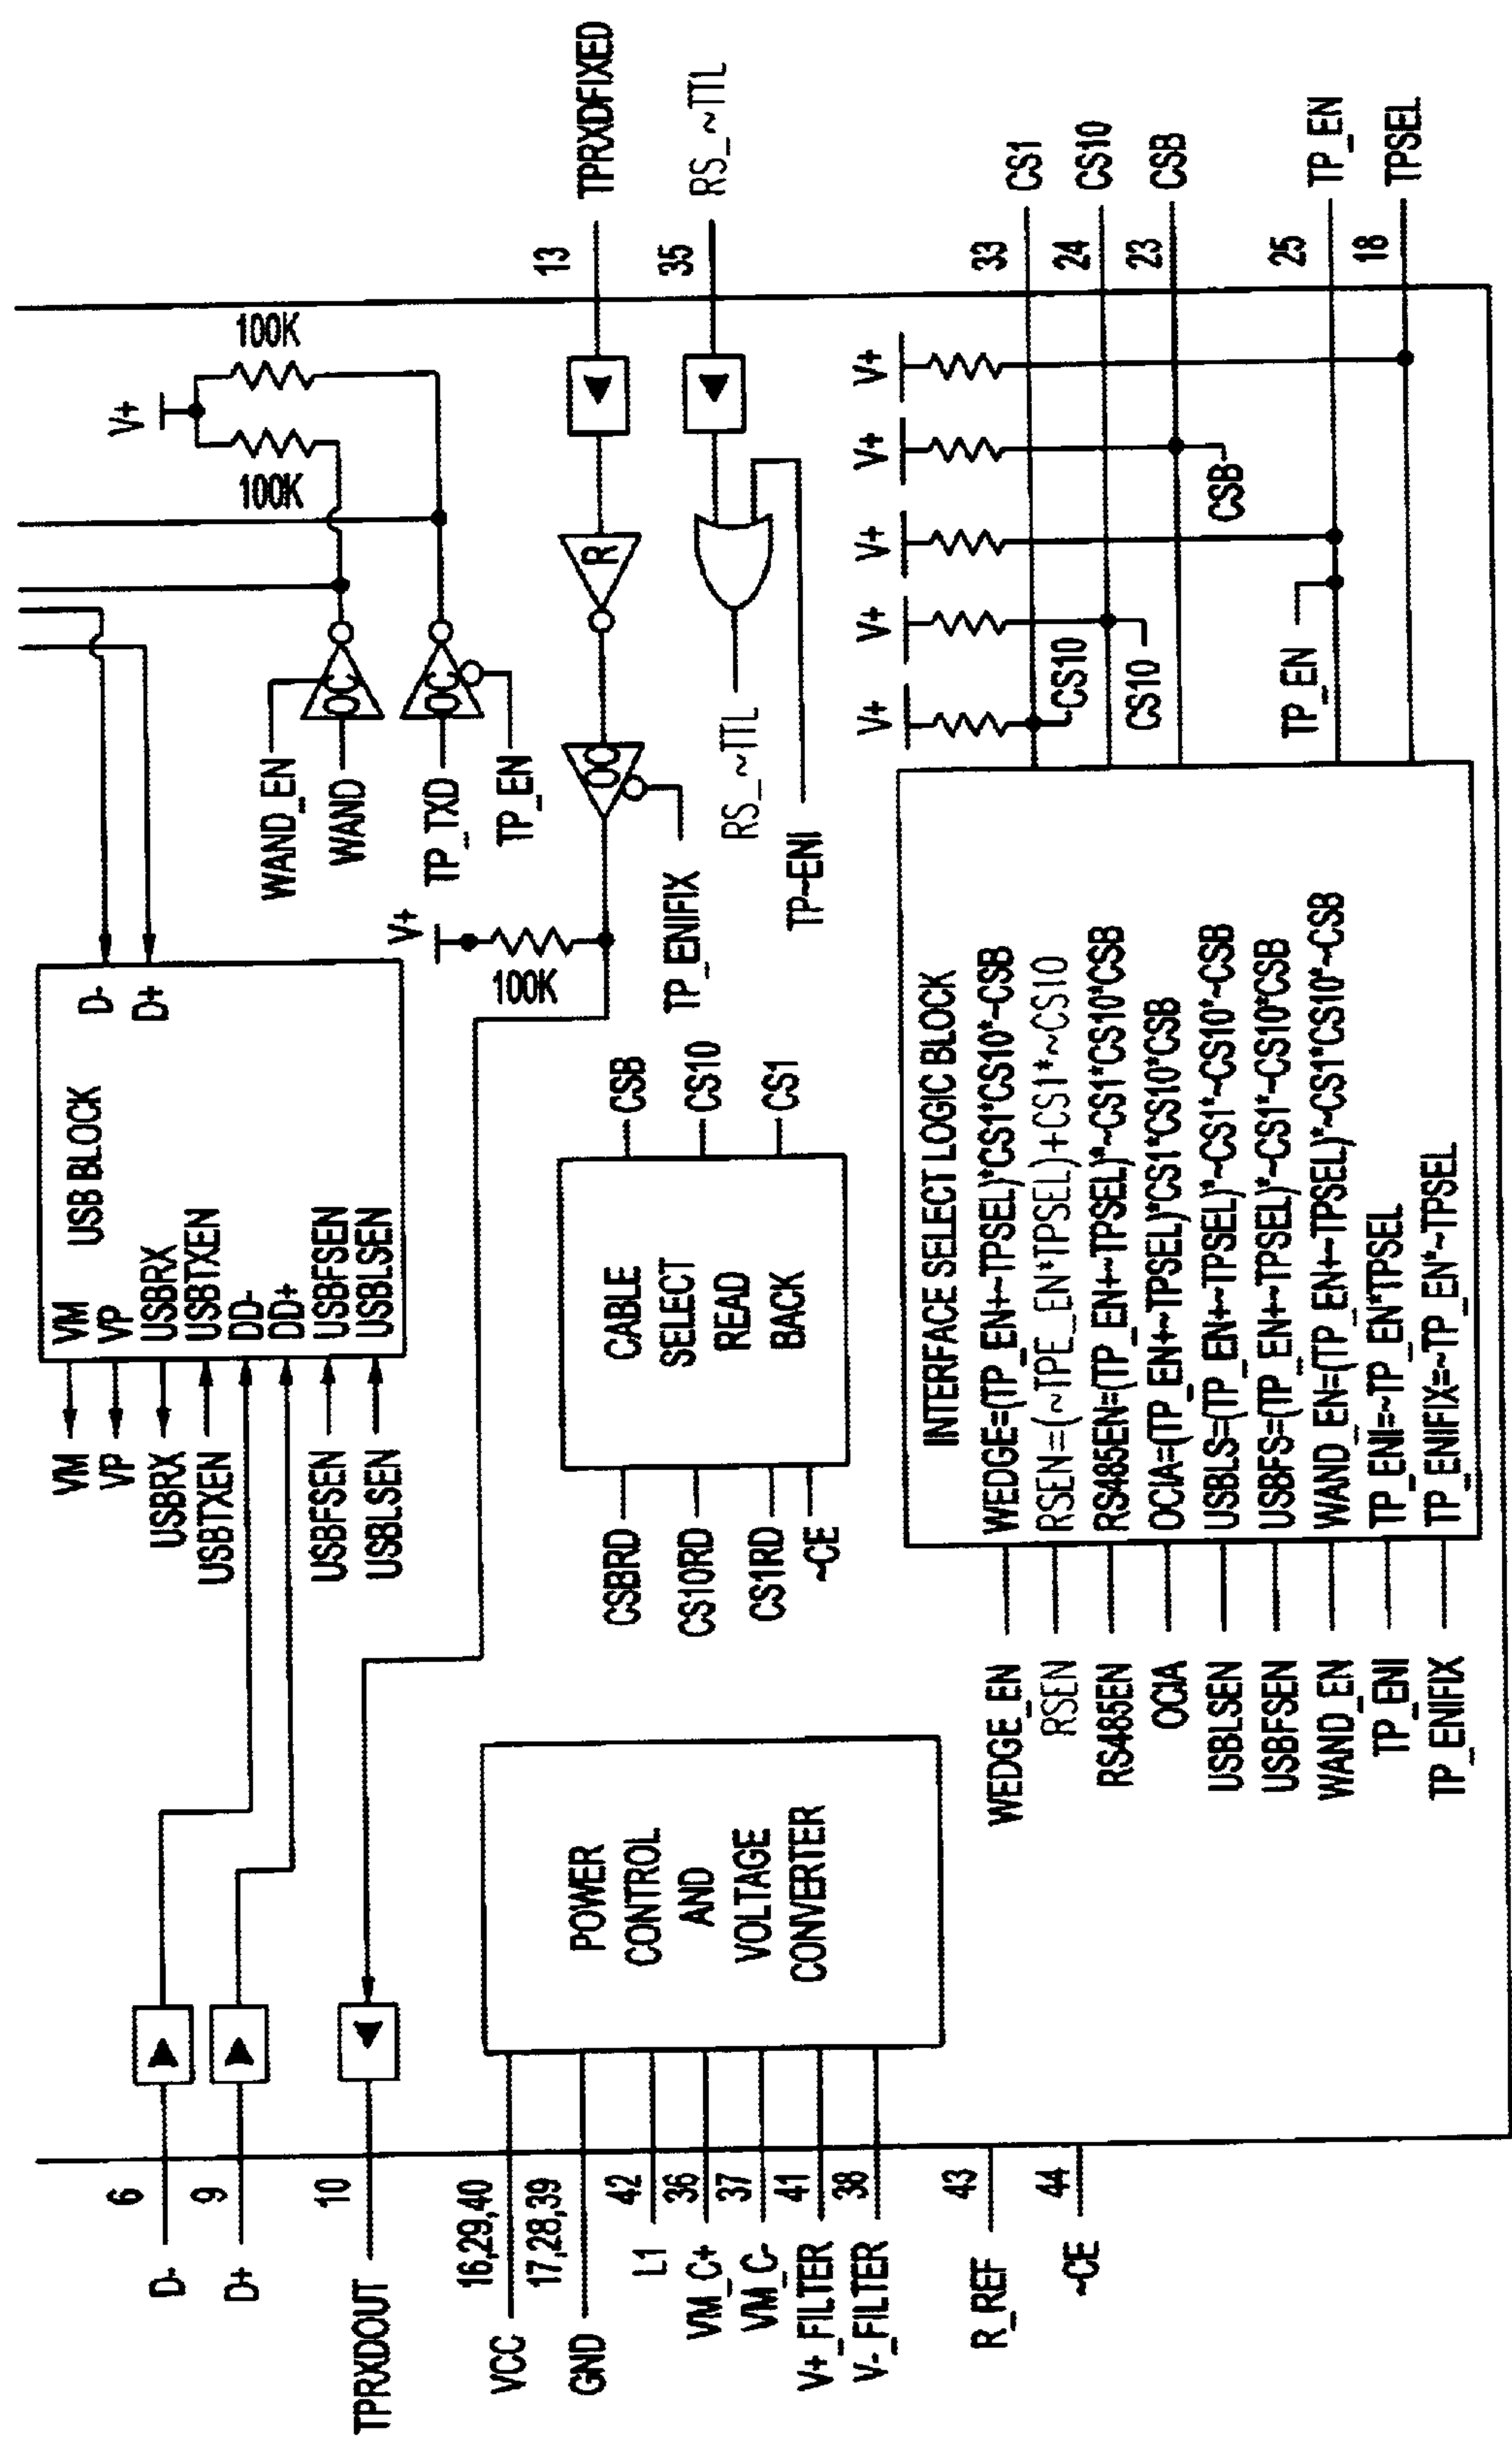 6
D-
9
D+
10
TPRXDOUT
16,29,40
VCC
17,28,39
GND
42
L1
36
VM_C+
37
VM_C-
41
V+_FILTER
38
V-_FILTER
43
R_REF
44
~CE
POWER
CONTROL
AND
VOLTAGE
CONVERTER
VM
VP
USBRX
USBTXEN
USBFSEN
USBLSEN
VM
VP
USBRX
USBTXEN
DD-
DD+
USBFSEN
USBLSEN
USB BLOCK
D-
D+
CSBRD
CS10RD
CS1RD
~CE
CABLE
SELECT
READ
BACK
CSB
CS10
CS1
WAND_EN
WAND
TP_TXD
TP_EN
OC
OC
V+
100K
100K
V+
100K
TP_ENIFIX
OC
R
13
TPRXDFIXED
RS_~TTL
TP~ENI
35
RS_~TTL
WEDGE_EN
RSEN
RS485EN
OCIA
USBLSEN
USBFSEN
WAND_EN
TP_ENI
TP_ENIFIX
INTERFACE SELECT LOGIC BLOCK
WEDGE=(TP_EN+~TPSEL)*CS1*CS10*~CSB
RSEN=(~TPE_EN*TPSEL)+CS1*~CS10
RS485EN=(TP_EN+~TPSEL)*~CS1*CS10*CSB
OCIA=(TP_EN+~TPSEL)*CS1*CS10*CSB
USBLS=(TP_EN+~TPSEL)*~CS1*~CS10*~CSB
USBFS=(TP_EN+~TPSEL)*~CS1*~CS10*CSB
WAND_EN=(TP_EN+~TPSEL)*~CS1*CS10*~CSB
TP_ENI=~TP_EN*TPSEL
TP_ENIFIX=~TP_EN*~TPSEL
V+
V+
V+
V+
V+
CS10
CS10
TP_EN
CSB
33
CS1
24
CS10
23
CSB
25
TP_EN
18
TPSEL